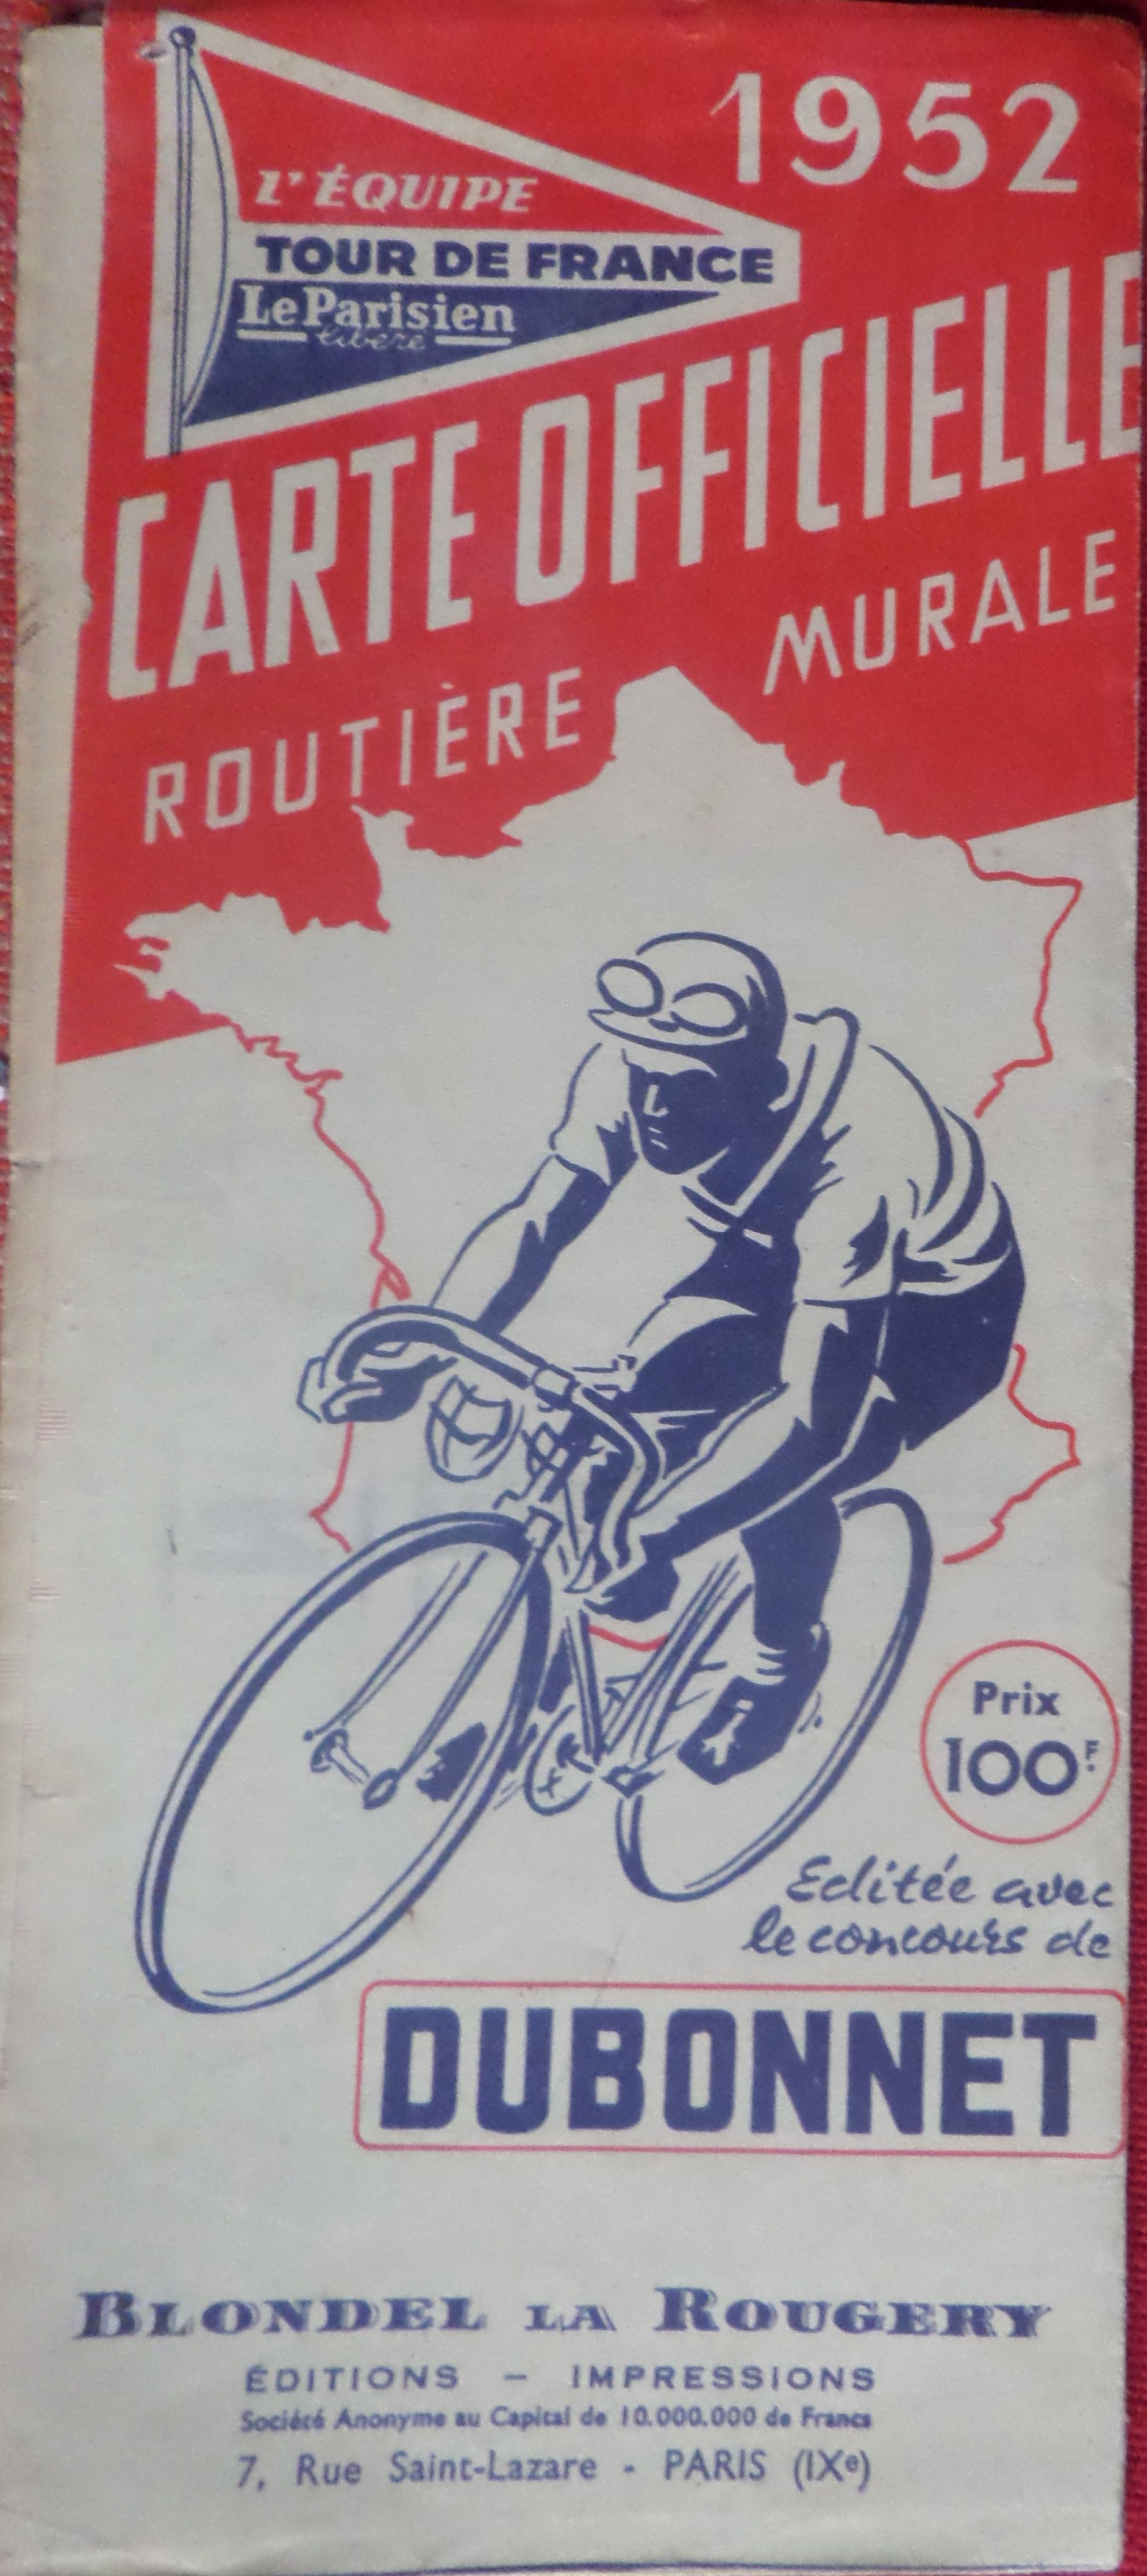 1952
L'ÉQUIPE
TOUR DE FRANCE
Le Parisien
libéré
CARTE OFFICIELLE
ROUTIÈRE MURALE
Prix
100F.
Editée avec
le concours de
DUBONNET
BLONDEL LA ROUGERY
ÉDITIONS - IMPRESSIONS
Société Anonyme au Capital de 10.000.000 de Francs
7, Rue Saint-Lazare - PARIS (IXe)